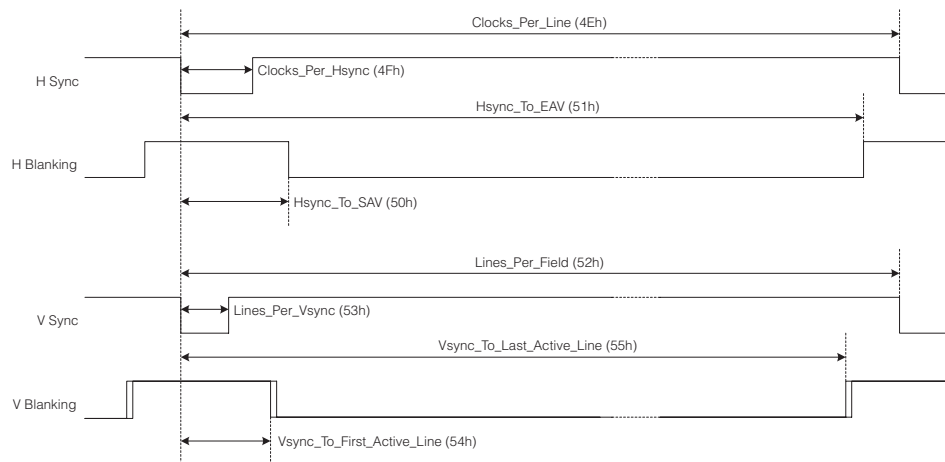 Clocks_Per_Line (4Eh)
Clocks_Per_Hsync (4Fh)
H Sync
Hsync_To_EAV (51h)
H Blanking
Hsync_To_SAV (50h)
Lines_Per_Field (52h)
Lines_Per_Vsync (53h)
V Sync
Vsync_To_Last_Active_Line (55h)
V Blanking
Vsync_To_First_Active_Line (54h)